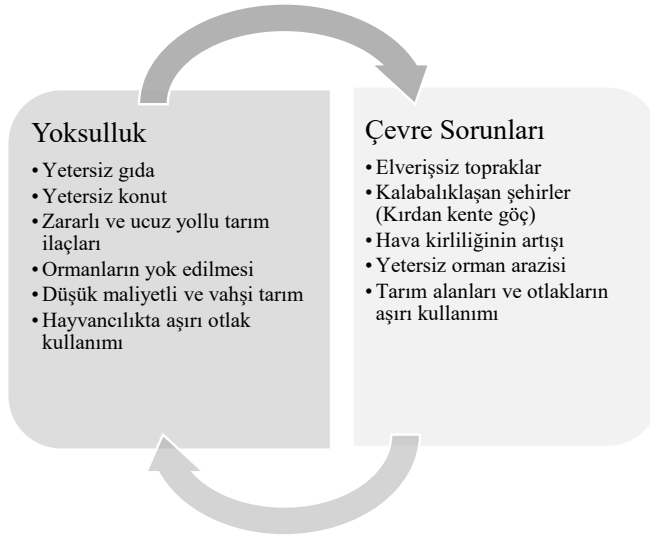 Yoksulluk
• Yetersiz gıda
• Yetersiz konut
• Zararlı ve ucuz yollu tarım
ilaçları
• Ormanların yok edilmesi
• Düşük maliyetli ve vahşi tarım
• Hayvancılıkta aşırı otlak
kullanımı
Çevre Sorunları
• Elverişsiz topraklar
• Kalabalıklaşan şehirler
(Kırdan kente göç)
• Hava kirliliğinin artışı
• Yetersiz orman arazisi
• Tarım alanları ve otlakların
aşırı kullanımı